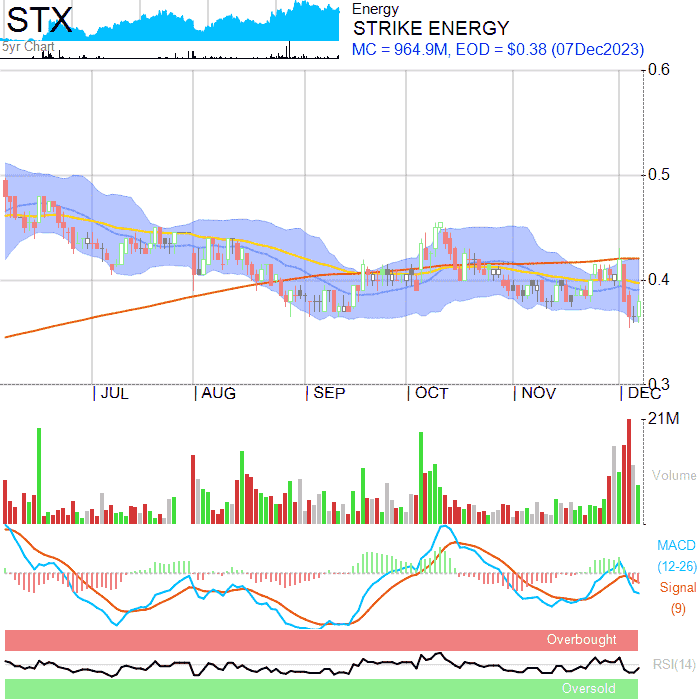 STX
5yr Chart
Energy
STRIKE ENERGY
MC = 964.9M, EOD = $0.38 (07Dec2023)
0.6
0.5
0.4
0.3
JUL AUG SEP OCT NOV DEC
21M
Volume
MACD
(12-26)
Signal
(9)
Overbought
RSI(14)
Oversold